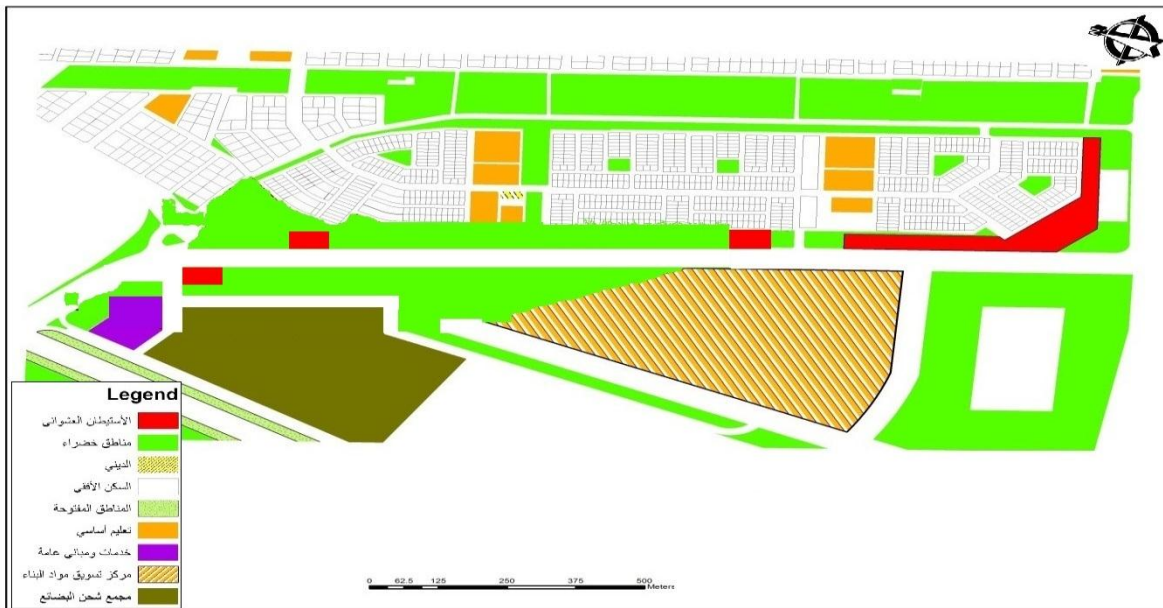 Legend
الأستيطان العشوائي
مناطق خضراء
الديني
السكن الأفقي
المناطق المفتوحة
تعليم أساسي
خدمات ومباني عامة
مركز تسويق مواد البناء
مجمع شحن البضائع
0 62.5 125 250 375 500
Meters